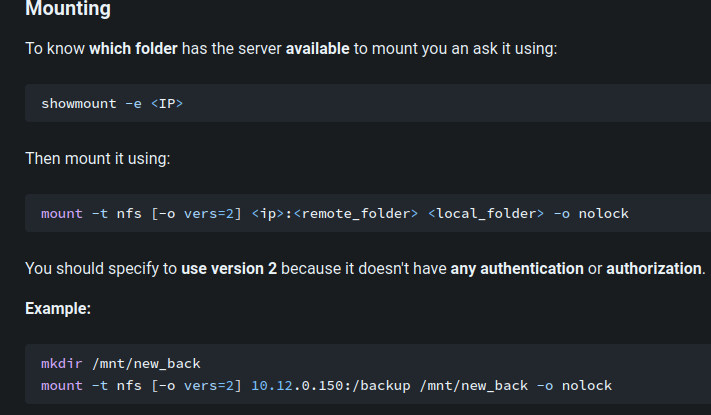 Mounting
To know which folder has the server available to mount you an ask it using:
showmount -e <IP>
Then mount it using:
mount -t nfs [-o vers=2] <ip>:<remote_folder> <local_folder> -o nolock
You should specify to use version 2 because it doesn't have any authentication or authorization.
Example:
mkdir /mnt/new_back
mount -t nfs [-o vers=2] 10.12.0.150:/backup /mnt/new_back -o nolock